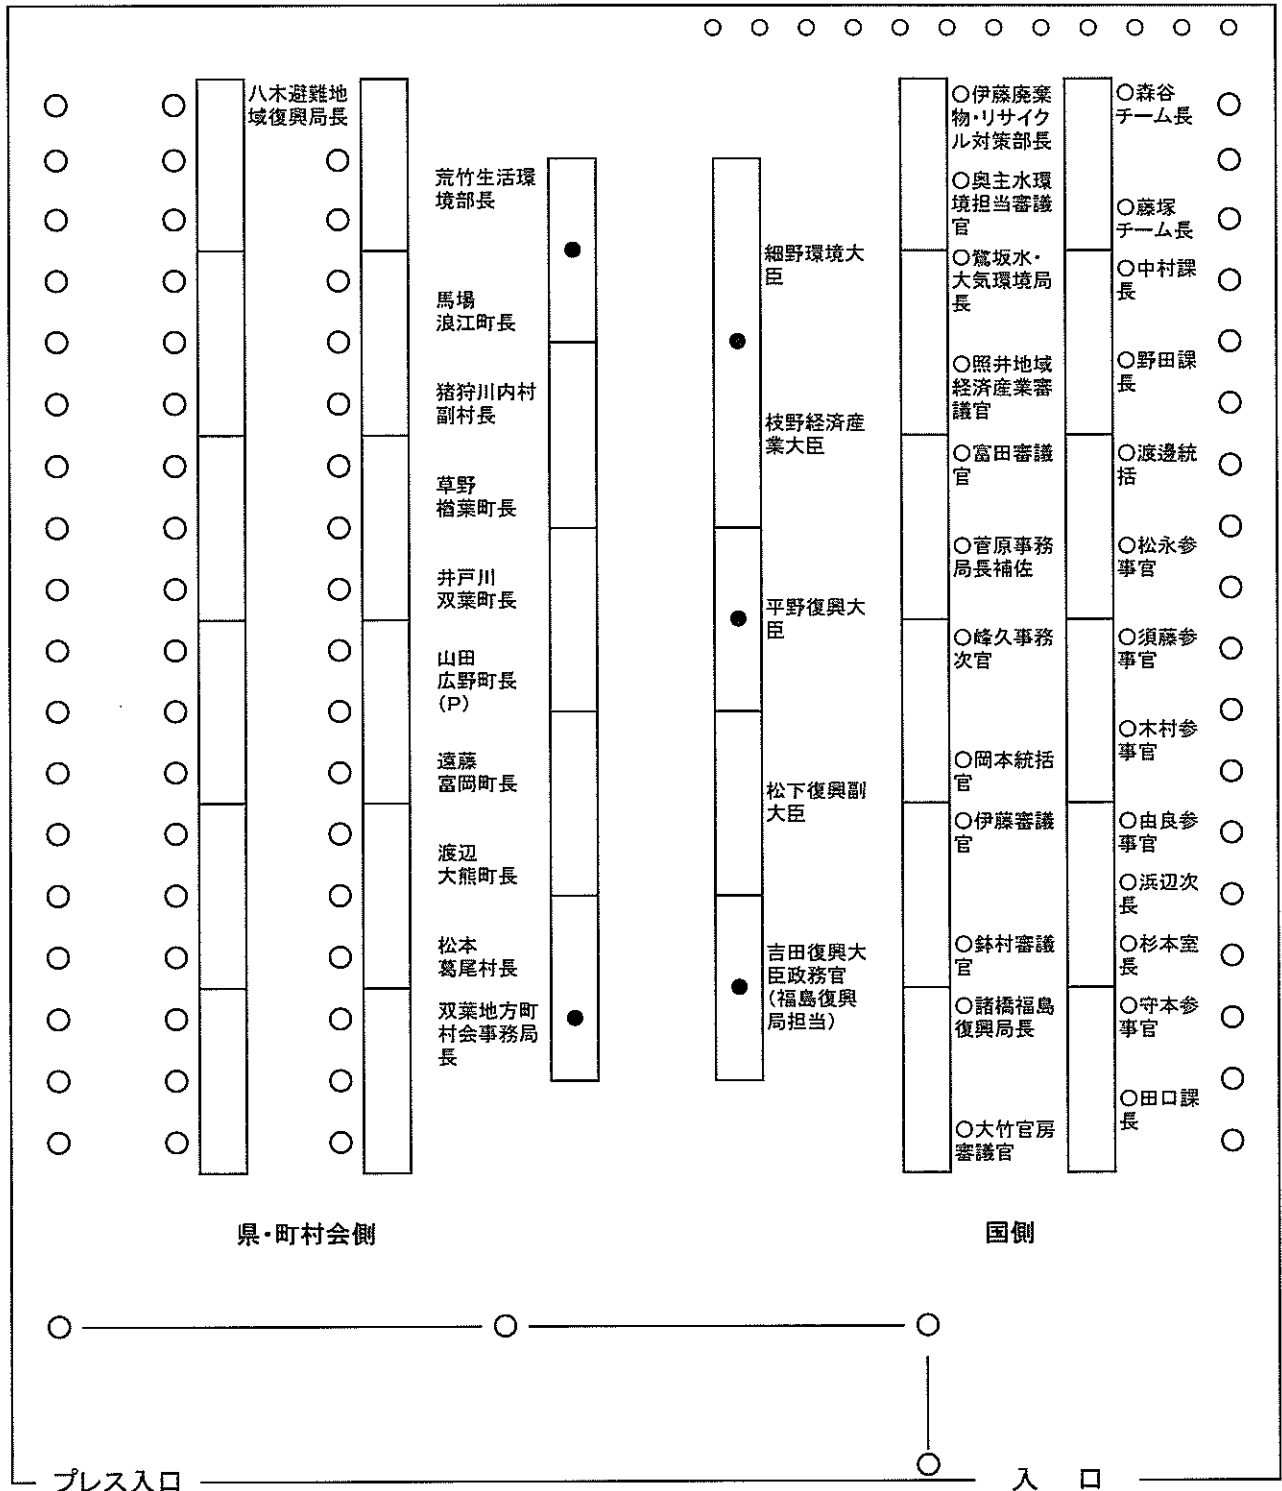 八木避難地
域復興局長
荒竹生活環
境部長
馬場
浪江町長
猪狩川内村
副村長
草野
楢葉町長
井戸川
双葉町長
山田
広野町長
(P)
遠藤
富岡町長
渡辺
大熊町長
松本
葛尾村長
双葉地方町
村会事務局
長
細野環境大
臣
枝野経済産
業大臣
平野復興大
臣
松下復興副
大臣
吉田復興大
臣政務官
(福島復興
局担当)
○伊藤廃棄
物・リサイク
ル対策部長
○奥主水環
境担当審議
官
○鷺坂水・
大気環境局
長
○照井地域
経済産業審
議官
○富田審議
官
○菅原事務
局長補佐
○峰久事務
次官
○岡本統括
官
○伊藤審議
官
○鉢村審議
官
○諸橋福島
復興局長
○大竹官房
審議官
○森谷
チーム長
○藤塚
チーム長
○中村課
長
○野田課
長
○渡邊統
括
○松永参
事官
○須藤参
事官
○木村参
事官
○由良参
事官
○浜辺次
長
○杉本室
長
○守本参
事官
○田口課
長
県・町村会側
国側
プレス入口
入 口